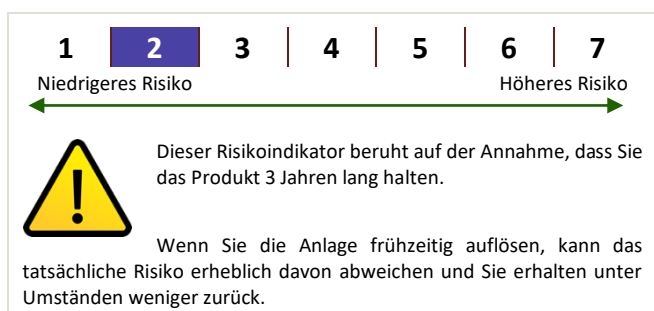 1 2 3 4 5 6 7
Niedrigeres Risiko Höheres Risiko
Dieser Risikoindikator beruht auf der Annahme, dass Sie
das Produkt 3 Jahren lang halten.
Wenn Sie die Anlage frühzeitig auflösen, kann das
tatsächliche Risiko erheblich davon abweichen und Sie erhalten unter
Umständen weniger zurück.